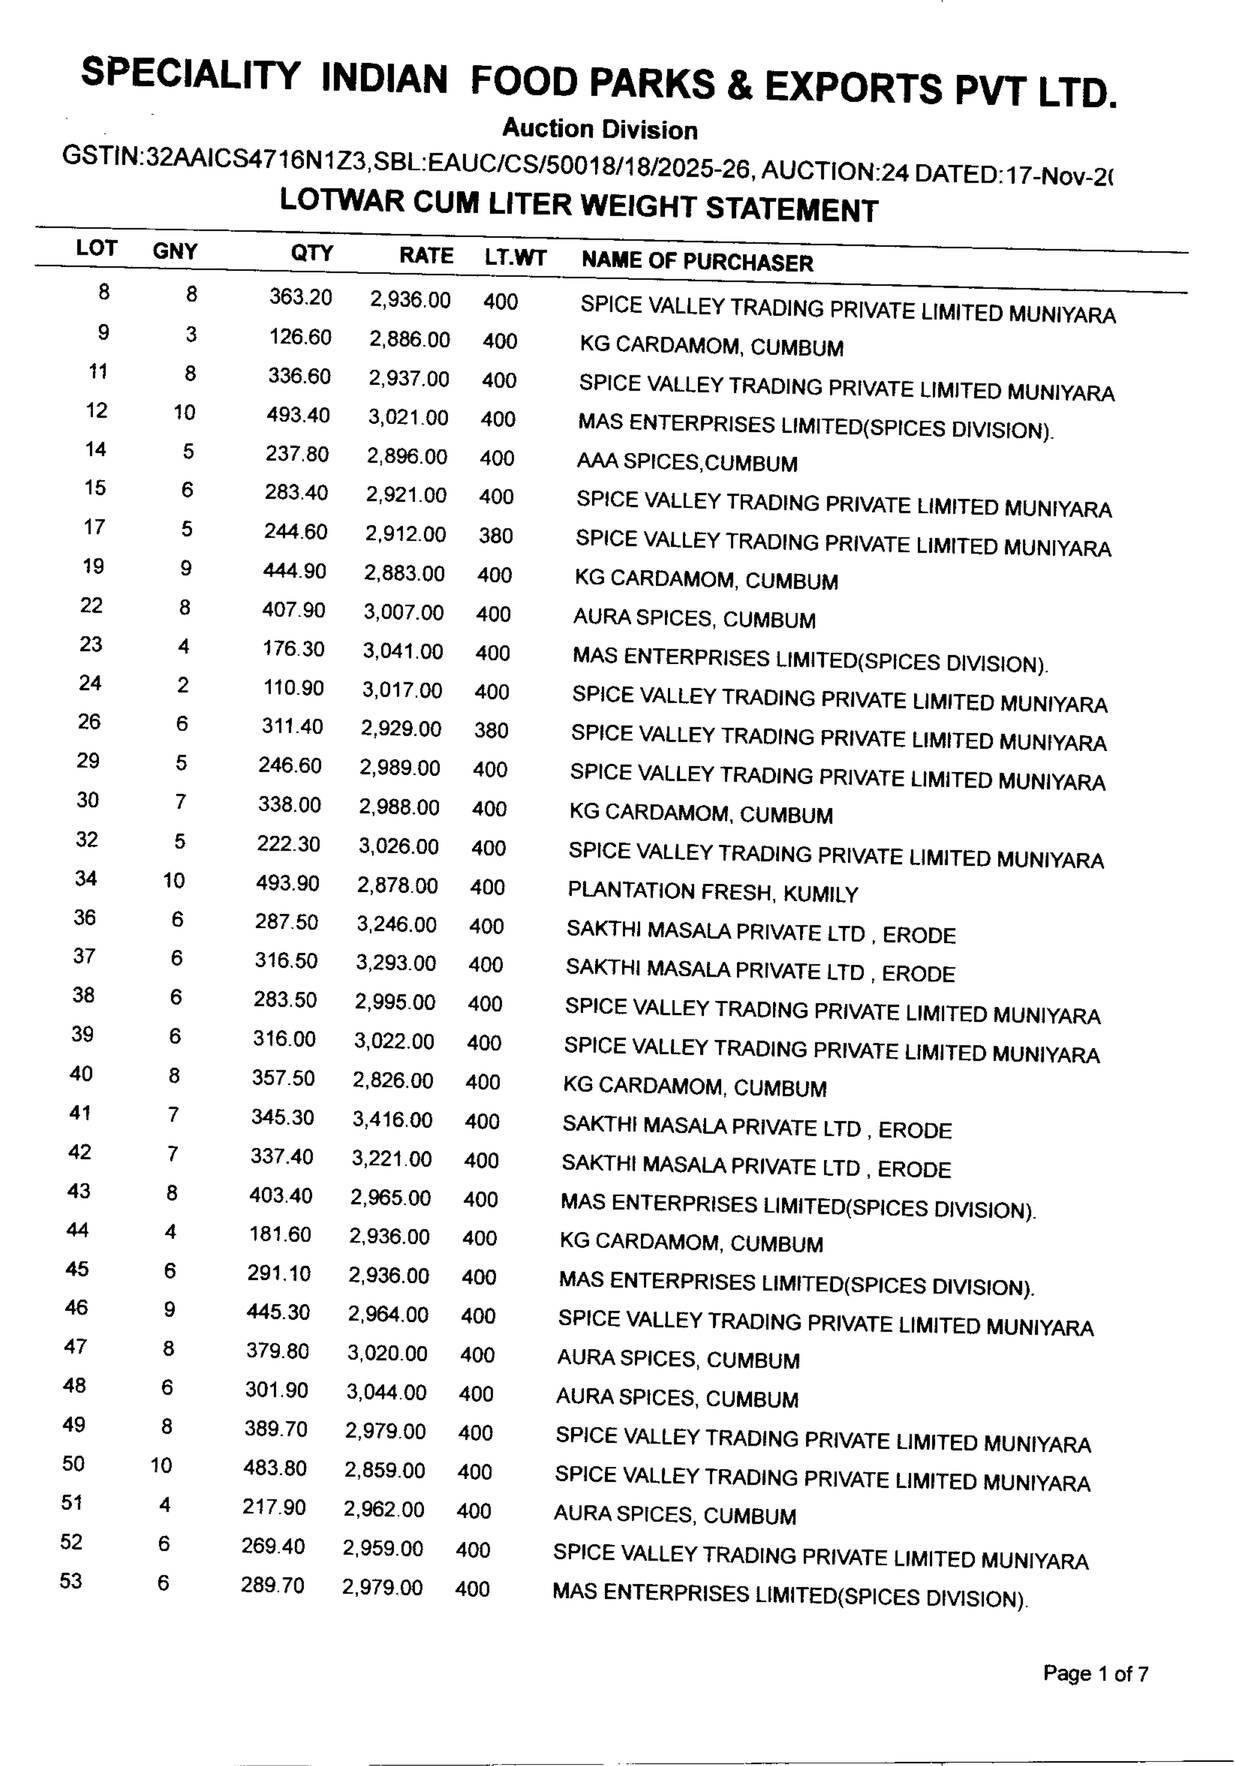 SPECIALITY INDIAN FOOD PARKS & EXPORTS PVT LTD.
Auction Division
GSTIN:32AAICS4716N1Z3,SBL:EAUC/CS/50018/18/2025-26, AUCTION:24 DATED:17-Nov-2(
LOTWAR CUM LITER WEIGHT STATEMENT
LOT GNY QTY RATE LT.WT NAME OF PURCHASER
8 8 363.20 2,936.00 400 SPICE VALLEY TRADING PRIVATE LIMITED MUNIYARA
9 3 126.60 2,886.00 400 KG CARDAMOM, CUMBUM
11 8 336.60 2,937.00 400 SPICE VALLEY TRADING PRIVATE LIMITED MUNIYARA
12 10 493.40 3,021.00 400 MAS ENTERPRISES LIMITED(SPICES DIVISION).
14 5 237.80 2,896.00 400 AAA SPICES,CUMBUM
15 6 283.40 2,921.00 400 SPICE VALLEY TRADING PRIVATE LIMITED MUNIYARA
17 5 244.60 2,912.00 380 SPICE VALLEY TRADING PRIVATE LIMITED MUNIYARA
19 9 444.90 2,883.00 400 KG CARDAMOM, CUMBUM
22 8 407.90 3,007.00 400 AURA SPICES, CUMBUM
23 4 176.30 3,041.00 400 MAS ENTERPRISES LIMITED(SPICES DIVISION).
24 2 110.90 3,017.00 400 SPICE VALLEY TRADING PRIVATE LIMITED MUNIYARA
26 6 311.40 2,929.00 380 SPICE VALLEY TRADING PRIVATE LIMITED MUNIYARA
29 5 246.60 2,989.00 400 SPICE VALLEY TRADING PRIVATE LIMITED MUNIYARA
30 7 338.00 2,988.00 400 KG CARDAMOM, CUMBUM
32 5 222.30 3,026.00 400 SPICE VALLEY TRADING PRIVATE LIMITED MUNIYARA
34 10 493.90 2,878.00 400 PLANTATION FRESH, KUMILY
36 6 287.50 3,246.00 400 SAKTHI MASALA PRIVATE LTD , ERODE
37 6 316.50 3,293.00 400 SAKTHI MASALA PRIVATE LTD , ERODE
38 6 283.50 2,995.00 400 SPICE VALLEY TRADING PRIVATE LIMITED MUNIYARA
39 6 316.00 3,022.00 400 SPICE VALLEY TRADING PRIVATE LIMITED MUNIYARA
40 8 357.50 2,826.00 400 KG CARDAMOM, CUMBUM
41 7 345.30 3,416.00 400 SAKTHI MASALA PRIVATE LTD , ERODE
42 7 337.40 3,221.00 400 SAKTHI MASALA PRIVATE LTD , ERODE
43 8 403.40 2,965.00 400 MAS ENTERPRISES LIMITED(SPICES DIVISION).
44 4 181.60 2,936.00 400 KG CARDAMOM, CUMBUM
45 6 291.10 2,936.00 400 MAS ENTERPRISES LIMITED(SPICES DIVISION).
46 9 445.30 2,964.00 400 SPICE VALLEY TRADING PRIVATE LIMITED MUNIYARA
47 8 379.80 3,020.00 400 AURA SPICES, CUMBUM
48 6 301.90 3,044.00 400 AURA SPICES, CUMBUM
49 8 389.70 2,979.00 400 SPICE VALLEY TRADING PRIVATE LIMITED MUNIYARA
50 10 483.80 2,859.00 400 SPICE VALLEY TRADING PRIVATE LIMITED MUNIYARA
51 4 217.90 2,962.00 400 AURA SPICES, CUMBUM
52 6 269.40 2,959.00 400 SPICE VALLEY TRADING PRIVATE LIMITED MUNIYARA
53 6 289.70 2,979.00 400 MAS ENTERPRISES LIMITED(SPICES DIVISION).
Page 1 of 7